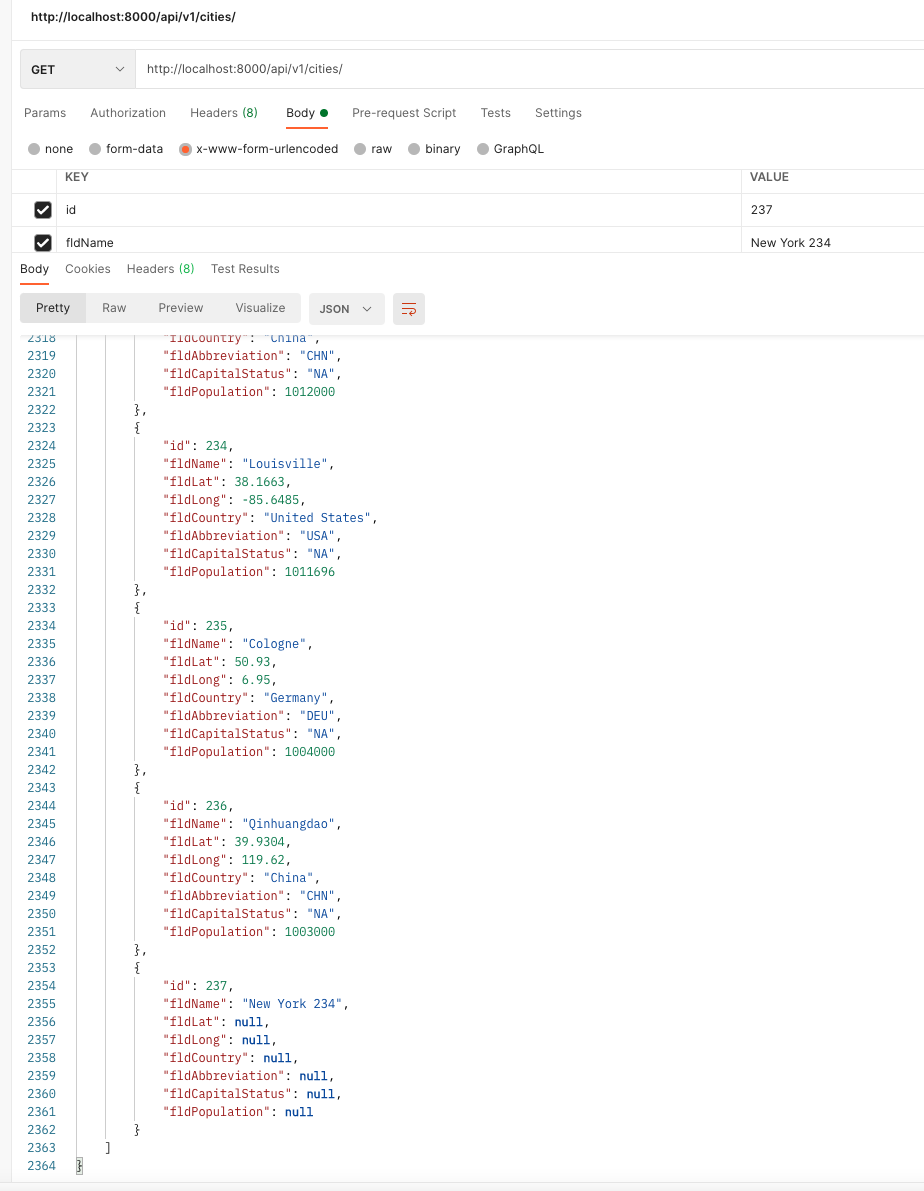 http://localhost:8000/api/v1/cities/
GET http://localhost:8000/api/v1/cities/
Params Authorization Headers (8) Body Pre-request Script Tests Settings
none form-data x-www-form-urlencoded raw binary GraphQL
KEY VALUE
id 237
fldName New York 234
Body Cookies Headers (8) Test Results
Pretty Raw Preview Visualize JSON
2318 "fldCountry": "China",
2319 "fldAbbreviation": "CHN",
2320 "fldCapitalStatus": "NA",
2321 "fldPopulation": 1012000
2322 },
2323 {
2324 "id": 234,
2325 "fldName": "Louisville",
2326 "fldLat": 38.1663,
2327 "fldLong": -85.6485,
2328 "fldCountry": "United States",
2329 "fldAbbreviation": "USA",
2330 "fldCapitalStatus": "NA",
2331 "fldPopulation": 1011696
2332 },
2333 {
2334 "id": 235,
2335 "fldName": "Cologne",
2336 "fldLat": 50.93,
2337 "fldLong": 6.95,
2338 "fldCountry": "Germany",
2339 "fldAbbreviation": "DEU",
2340 "fldCapitalStatus": "NA",
2341 "fldPopulation": 1004000
2342 },
2343 {
2344 "id": 236,
2345 "fldName": "Qinhuangdao",
2346 "fldLat": 39.9304,
2347 "fldLong": 119.62,
2348 "fldCountry": "China",
2349 "fldAbbreviation": "CHN",
2350 "fldCapitalStatus": "NA",
2351 "fldPopulation": 1003000
2352 },
2353 {
2354 "id": 237,
2355 "fldName": "New York 234",
2356 "fldLat": null,
2357 "fldLong": null,
2358 "fldCountry": null,
2359 "fldAbbreviation": null,
2360 "fldCapitalStatus": null,
2361 "fldPopulation": null
2362 }
2363 ]
2364 }